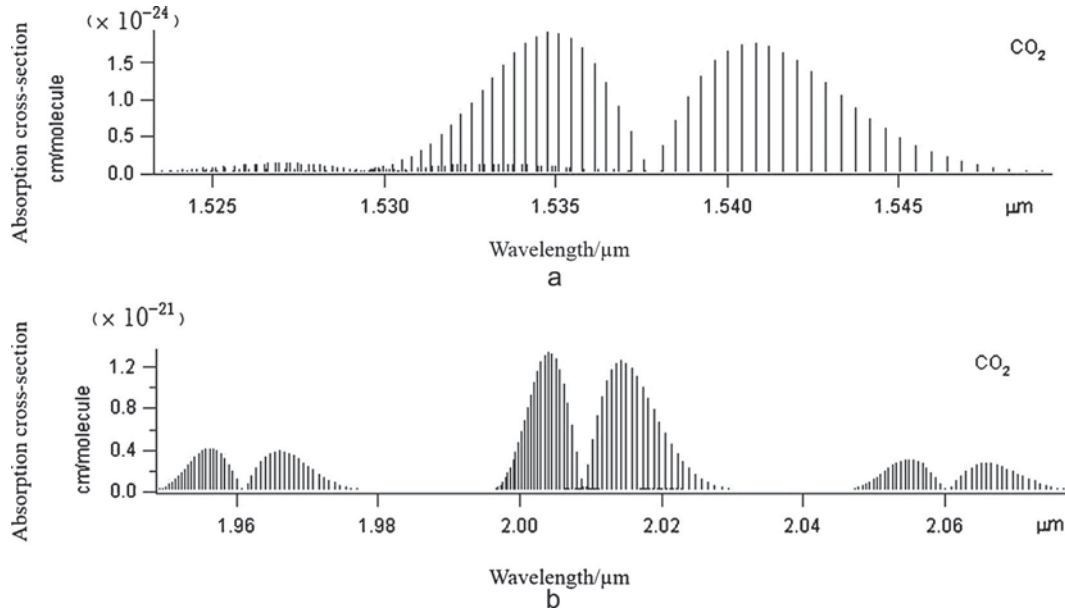 (× 10⁻²⁴)
Absorption cross-section
cm/molecule
CO₂
1.5
1.0
0.5
0.0
1.525 1.530 1.535 1.540 1.545 μm
Wavelength/μm
a
(× 10⁻²¹)
Absorption cross-section
cm/molecule
CO₂
1.2
0.8
0.4
0.0
1.96 1.98 2.00 2.02 2.04 2.06 μm
Wavelength/μm
b